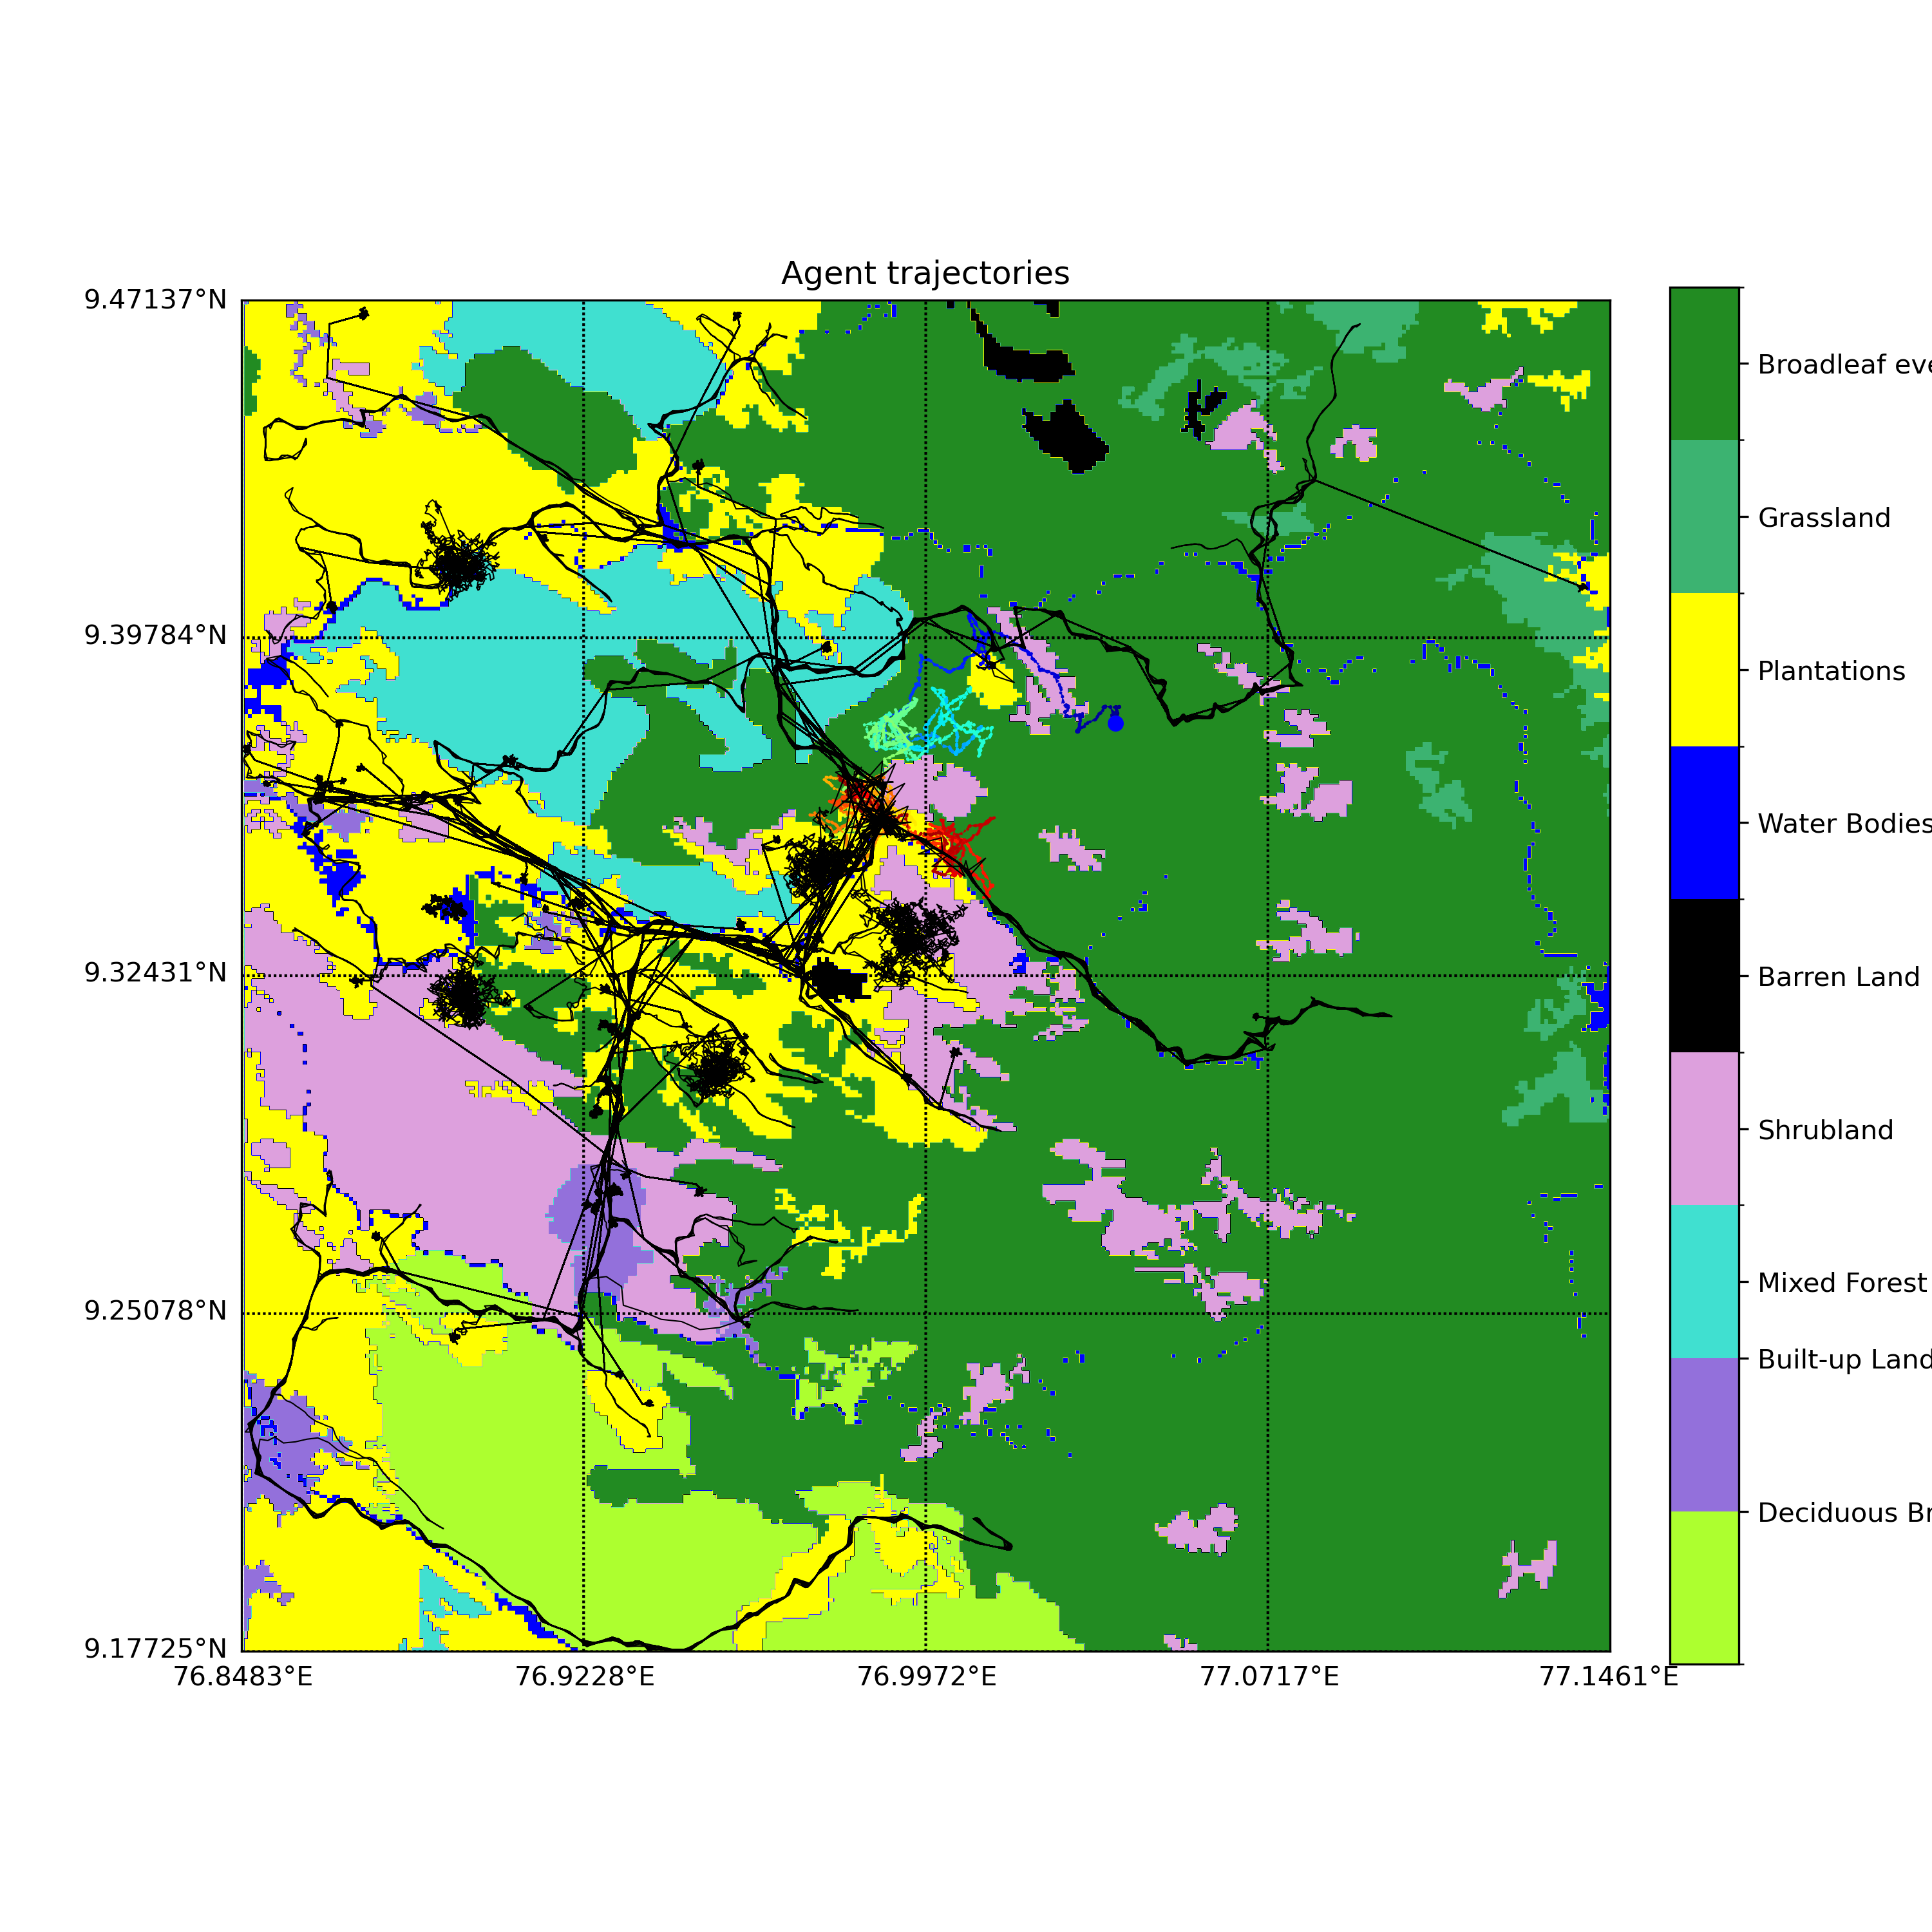 Agent trajectories
9.47137°N
9.39784°N
9.32431°N
9.25078°N
9.17725°N
76.8483°E
76.9228°E
76.9972°E
77.0717°E
77.1461°E
Broadleaf eve
Grassland
Plantations
Water Bodies
Barren Land
Shrubland
Mixed Forest
Built-up Land
Deciduous Br